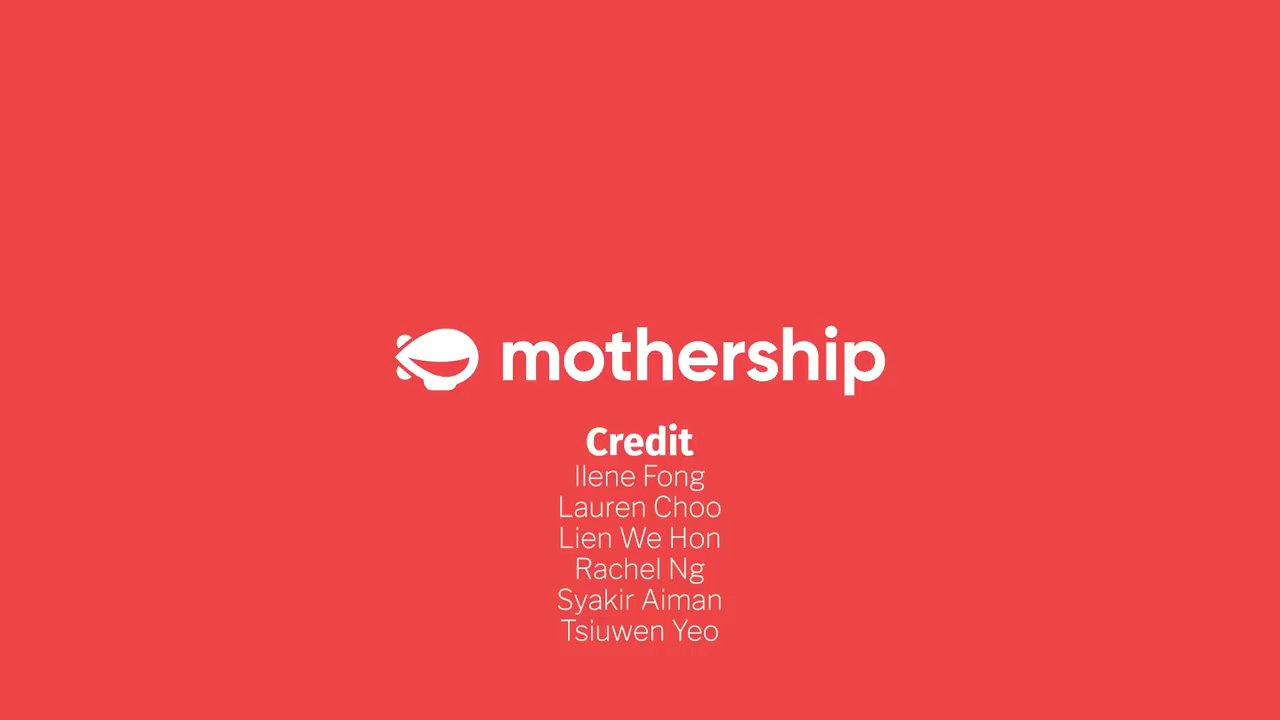 mothership
Credit
Ilene Fong
Lauren Choo
Lien We Hon
Rachel Ng
Syakir Aiman
Tsiuwen Yeo